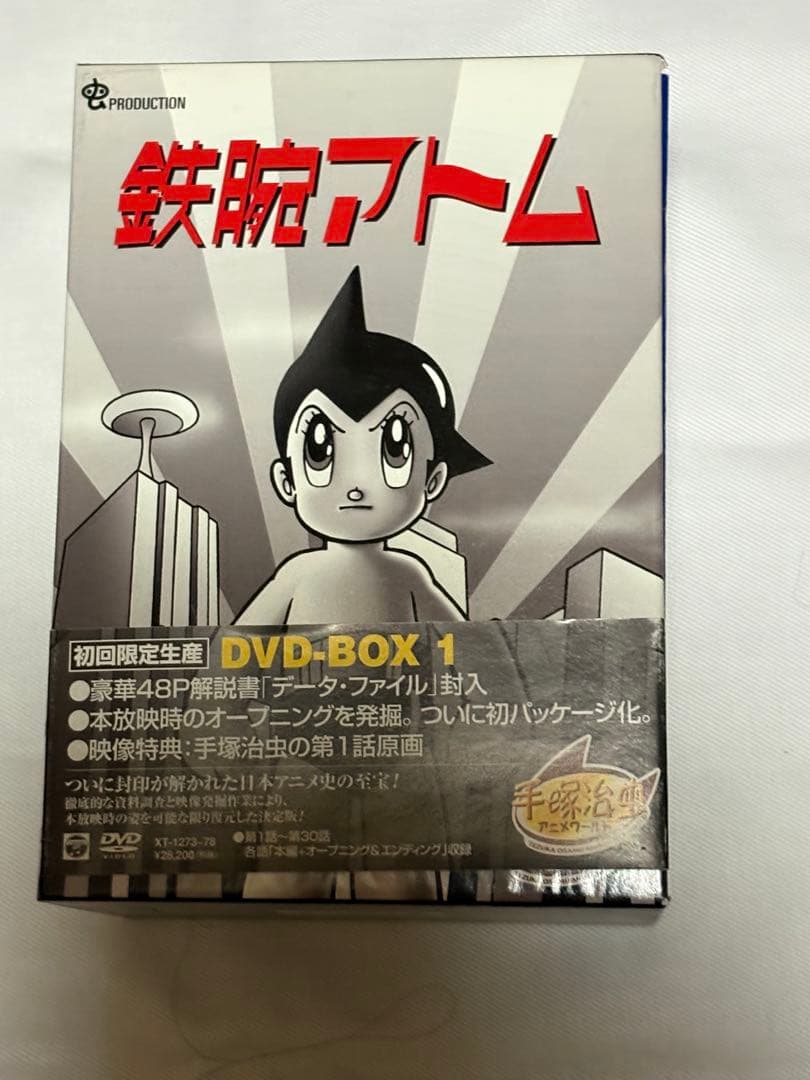 虫 PRODUCTION
鉄腕アトム
初回限定生産 DVD-BOX 1
●豪華48P解説書「データ・ファイル」封入
●本放映時のオープニングを発掘。ついに初パッケージ化。
●映像特典:手塚治虫の第1話原画
ついに封印が解かれた日本アニメ史の至宝!
徹底的な資料調査と映像発掘作業により、
本放映時の姿を可能な限り復元した決定版!
DVD VIDEO
XT-1273~78
¥28,200
●第1話~第30話
各話「本編+オープニング&エンディング」収録
手塚治虫
アニメワールド